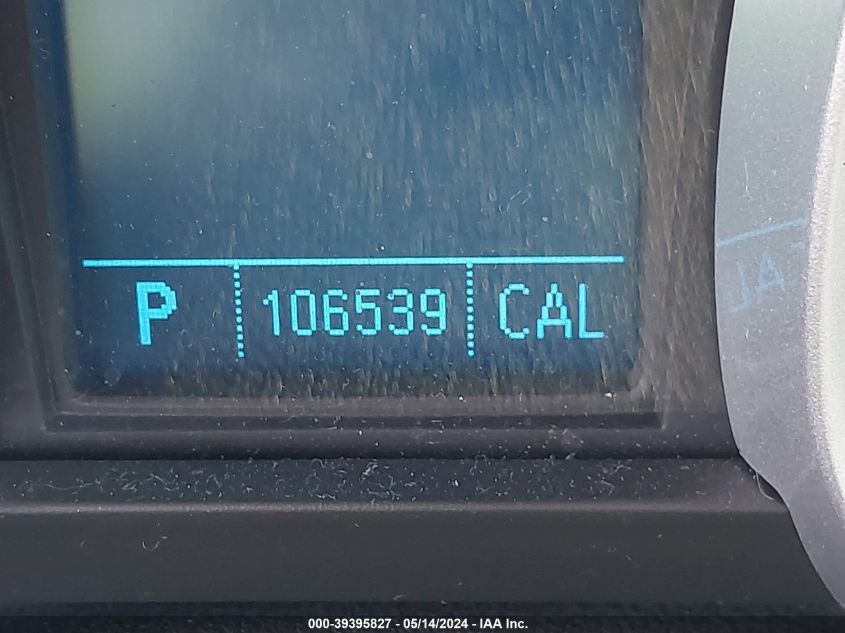 P 106539 CAL
000-39395827 - 05/14/2024 - IAA Inc.